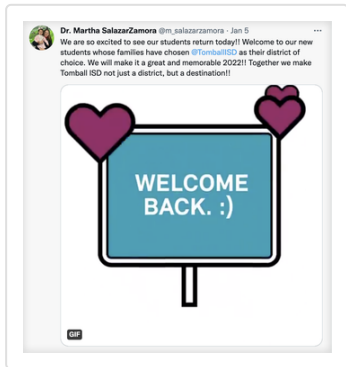 Dr. Martha SalazarZamora @m_salazarzamora · Jan 5 ...
We are so excited to see our students return today!! Welcome to our new
students whose families have chosen @TomballISD as their district of
choice. We will make it a great and memorable 2022!! Together we make
Tomball ISD not just a district, but a destination!!
WELCOME
BACK. :)
GIF